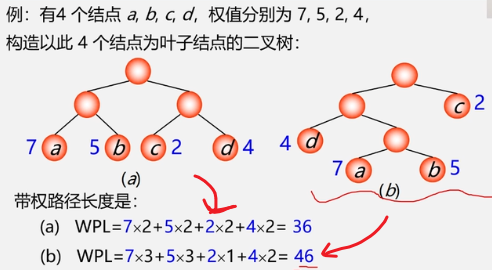 例：有4 个结点 a, b, c, d, 权值分别为 7, 5, 2, 4,
构造以此 4 个结点为叶子结点的二叉树：
c 2
7 a 5 b c 2 d 4
4 d
7 a b 5
(a)
(b)
带权路径长度是：
(a) WPL=7×2+5×2+2×2+4×2= 36
(b) WPL=7×3+5×3+2×1+4×2= 46